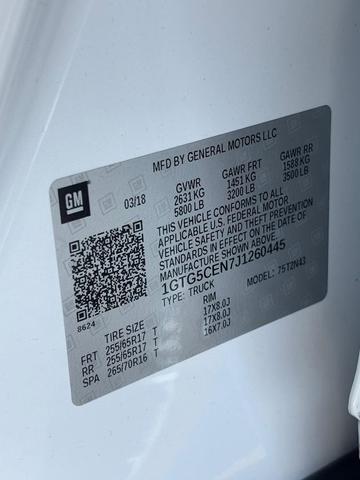 GM
MFD BY GENERAL MOTORS LLC
03/18
GVWR GAWR FRT GAWR RR
2631 KG 1451 KG 1588 KG
5800 LB 3200 LB 3500 LB
THIS VEHICLE CONFORMS TO ALL
APPLICABLE U.S. FEDERAL MOTOR
VEHICLE SAFETY STANDARDS IN
EFFECT ON THE DATE OF
MANUFACTURE SHOWN ABOVE.
1GTG5CEN7J1260445
TYPE: TRUCK MODEL: 75T2N43
8624
TIRE SIZE RIM
FRT 255/65R17 T 17X8.0J
RR 255/65R17 T 17X8.0J
SPA 265/70R16 T 16X7.0J